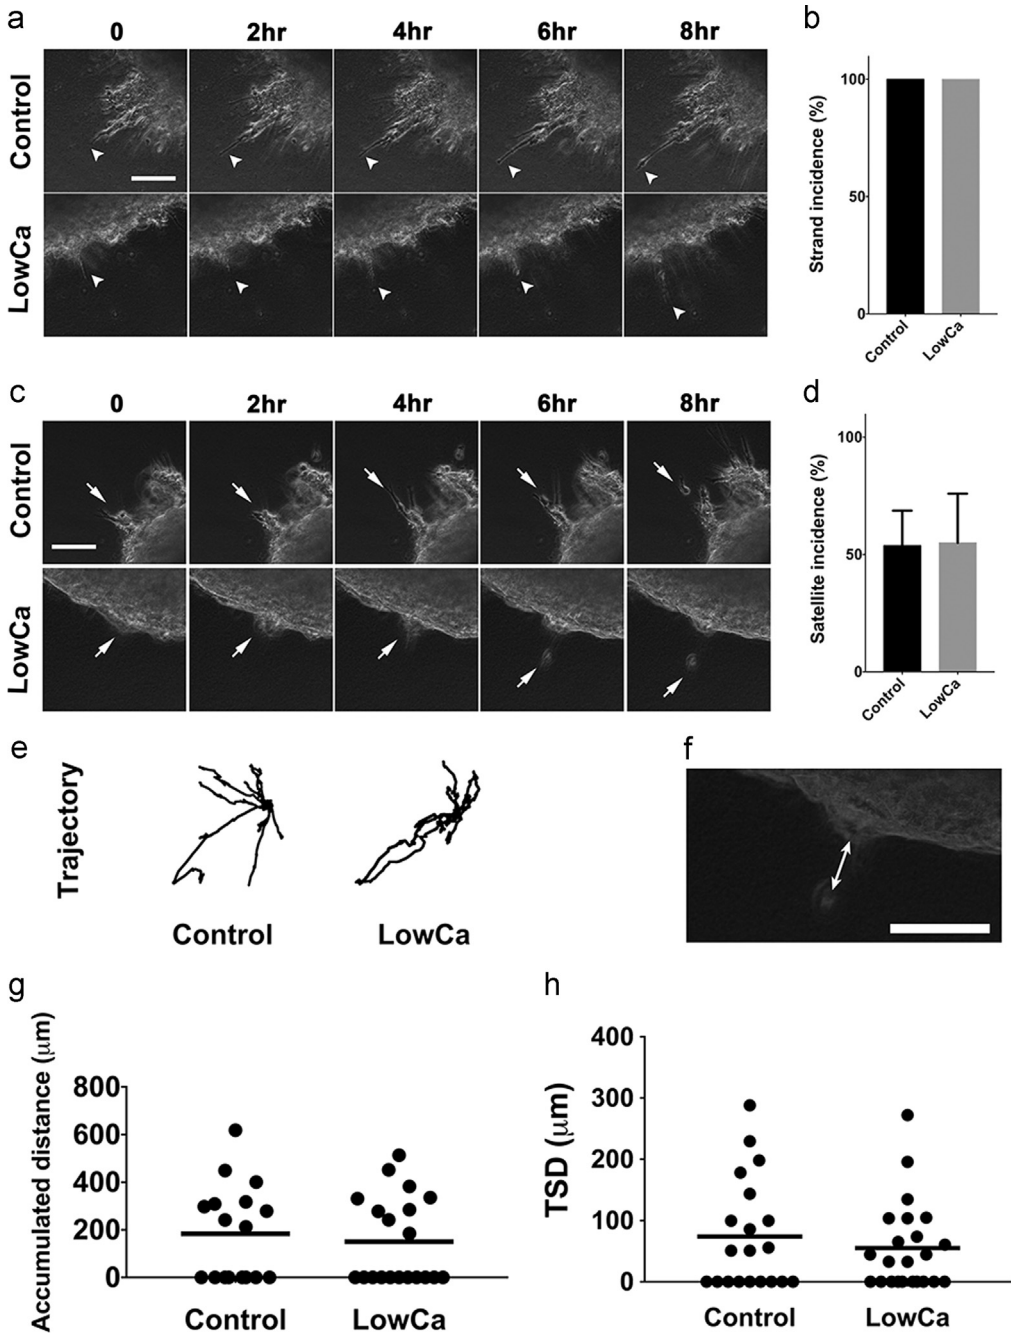 a
0 2hr 4hr 6hr 8hr
Control
LowCa
b
Strand incidence (%)
100
50
0
Control
LowCa
c
0 2hr 4hr 6hr 8hr
Control
LowCa
d
Satellite incidence (%)
100
50
0
Control
LowCa
e
Trajectory
Control LowCa
f
g
Accumulated distance (μm)
800
600
400
200
0
Control LowCa
h
TSD (μm)
400
300
200
100
0
Control LowCa